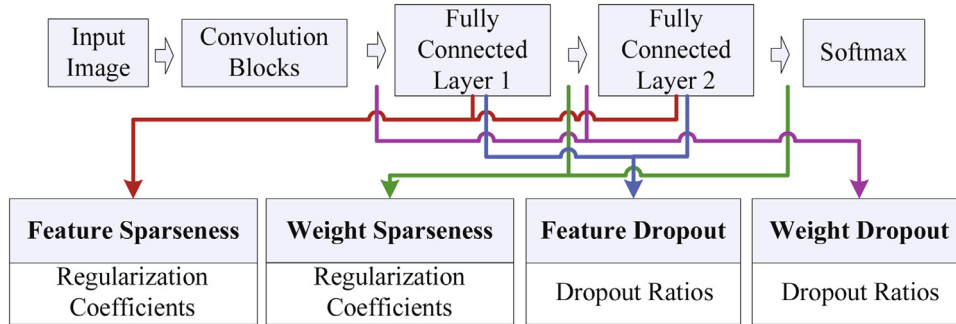 Input
Image
Convolution
Blocks
Fully
Connected
Layer 1
Fully
Connected
Layer 2
Softmax
Feature Sparseness
Regularization
Coefficients
Weight Sparseness
Regularization
Coefficients
Feature Dropout
Dropout Ratios
Weight Dropout
Dropout Ratios